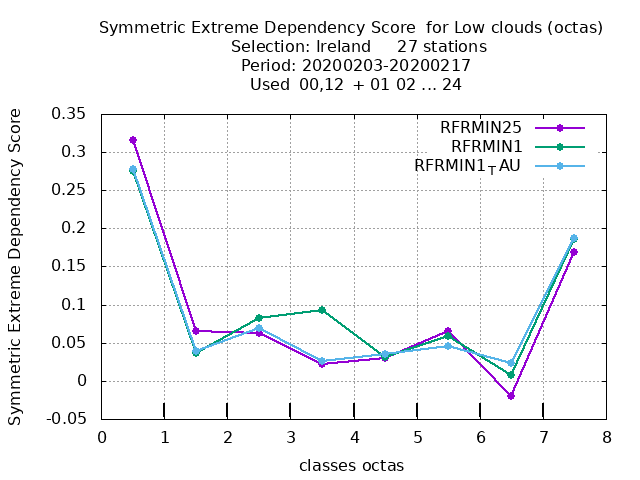 Symmetric Extreme Dependency Score  for Low clouds (octas)
Selection: Ireland     27 stations
Period: 20200203-20200217
Used  00,12  + 01 02 ... 24
Symmetric Extreme Dependency Score
0.35
0.3
0.25
0.2
0.15
0.1
0.05
0
-0.05
RFRMIN25
RFRMIN1
RFRMIN1TAU
0 1 2 3 4 5 6 7 8
classes octas